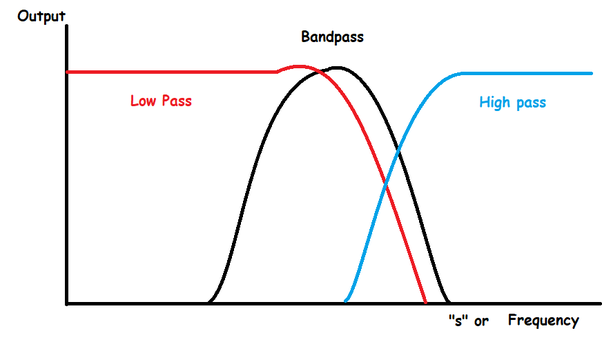 Output
Bandpass
Low Pass
High pass
"s" or Frequency